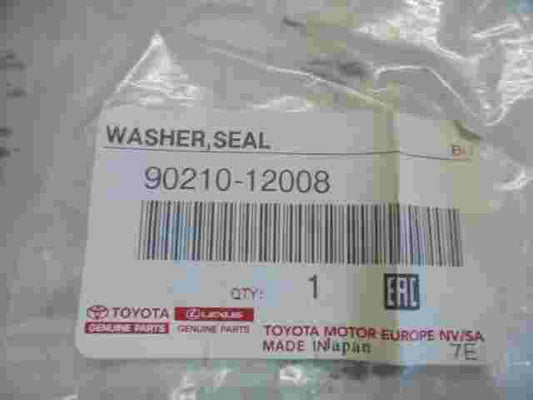 WASHER,SEAL
90210-12008
QTY: 1 EAC
TOYOTA LEXUS
GENUINE PARTS GENUINE PARTS
TOYOTA MOTOR EUROPE NV/SA
MADE IN Japan 7E